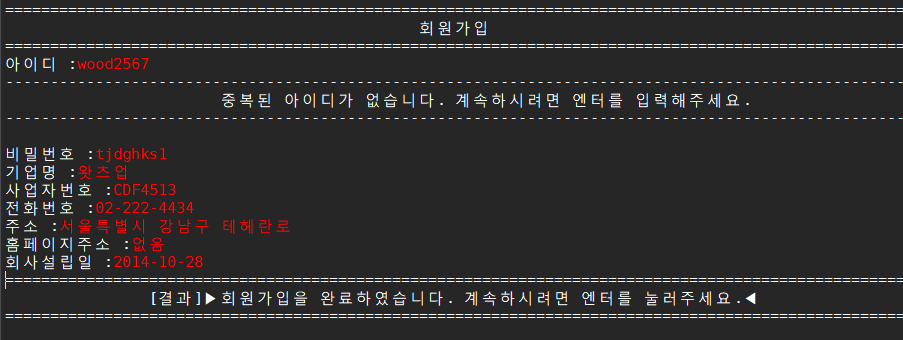 회원가입
아이디 :wood2567
중복된 아이디가 없습니다. 계속하시려면 엔터를 입력해주세요.
비밀번호 :tjdghks1
기업명 :왓츠업
사업자번호 :CDF4513
전화번호 :02-222-4434
주소 :서울특별시 강남구 테헤란로
홈페이지주소 :없음
회사설립일 :2014-10-28
[결과]▶회원가입을 완료하였습니다. 계속하시려면 엔터를 눌러주세요.◀